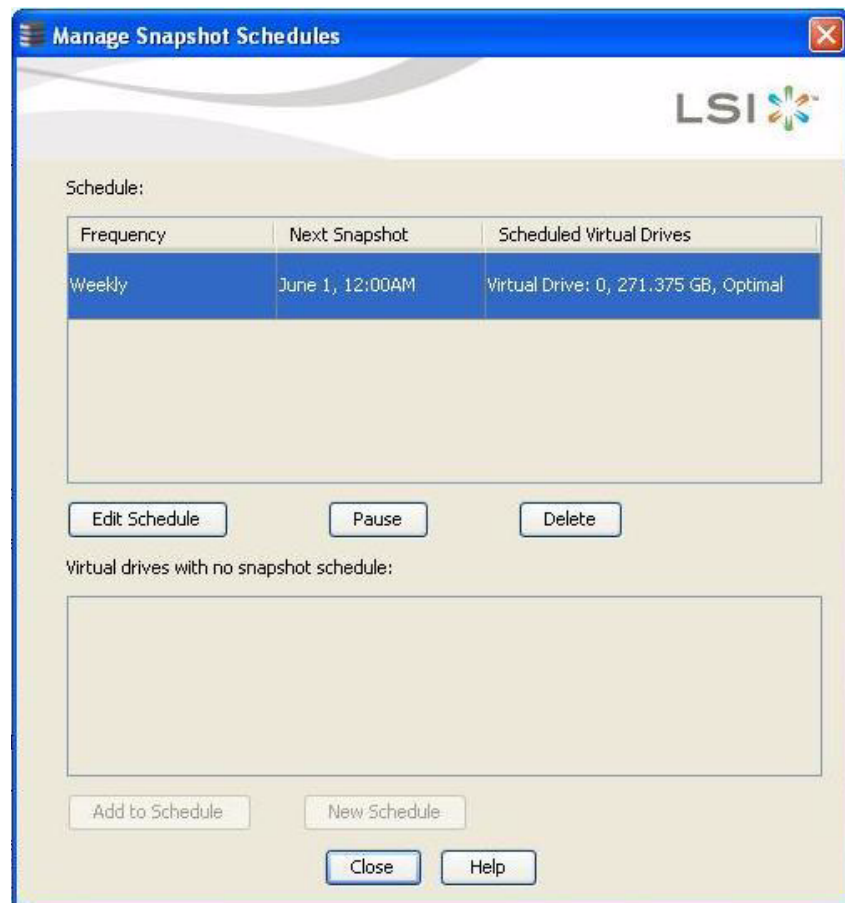 Manage Snapshot Schedules
LSI
Schedule:
Frequency Next Snapshot Scheduled Virtual Drives
Weekly June 1, 12:00AM Virtual Drive: 0, 271.375 GB, Optimal
Edit Schedule Pause Delete
Virtual drives with no snapshot schedule:
Add to Schedule New Schedule
Close Help